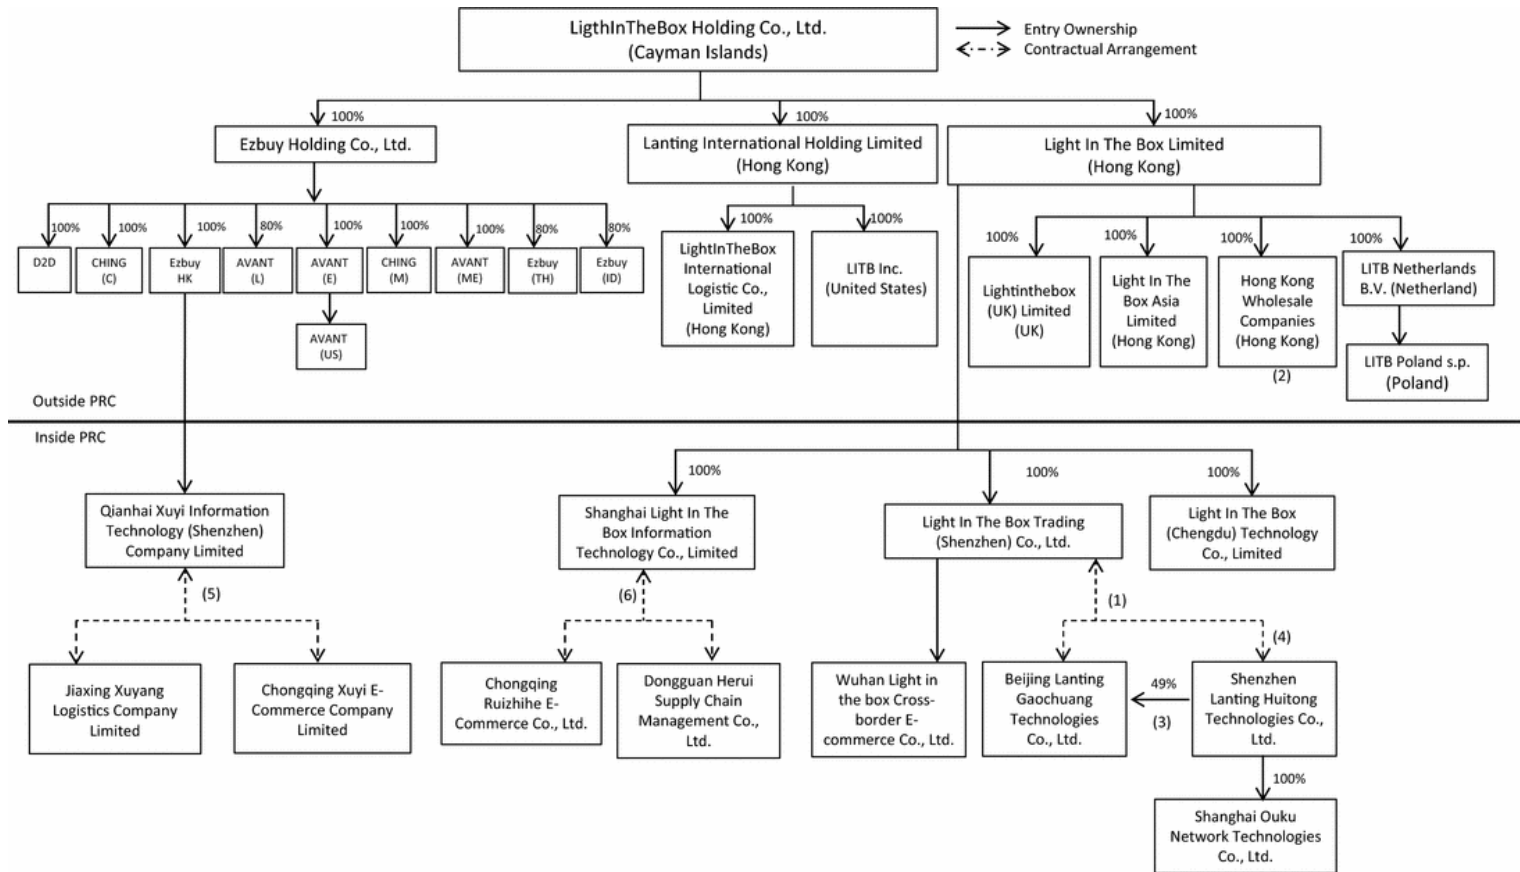 LigthInTheBox Holding Co., Ltd.
(Cayman Islands)
Entry Ownership
Contractual Arrangement
100%
100%
100%
Ezbuy Holding Co., Ltd.
Lanting International Holding Limited
(Hong Kong)
Light In The Box Limited
(Hong Kong)
100%
100%
100%
80%
100%
100%
100%
80%
80%
D2D
CHING
(C)
Ezbuy
HK
AVANT
(L)
AVANT
(E)
CHING
(M)
AVANT
(ME)
Ezbuy
(TH)
Ezbuy
(ID)
AVANT
(US)
100%
100%
LightInTheBox
International
Logistic Co.,
Limited
(Hong Kong)
LITB Inc.
(United States)
100%
100%
100%
100%
Lightinthebox
(UK) Limited
(UK)
Light In The
Box Asia
Limited
(Hong Kong)
Hong Kong
Wholesale
Companies
(Hong Kong)
(2)
LITB Netherlands
B.V. (Netherland)
LITB Poland s.p.
(Poland)
Outside PRC
Inside PRC
100%
100%
100%
Qianhai Xuyi Information
Technology (Shenzhen)
Company Limited
Shanghai Light In The
Box Information
Technology Co., Limited
Light In The Box Trading
(Shenzhen) Co., Ltd.
Light In The Box
(Chengdu) Technology
Co., Limited
(5)
(6)
(1)
(4)
Jiaxing Xuyang
Logistics Company
Limited
Chongqing Xuyi E-
Commerce Company
Limited
Chongqing
Ruizhihe E-
Commerce Co., Ltd.
Dongguan Herui
Supply Chain
Management Co.,
Ltd.
Wuhan Light in
the box Cross-
border E-
commerce Co., Ltd.
Beijing Lanting
Gaochuang
Technologies
Co., Ltd.
49%
(3)
Shenzhen
Lanting Huitong
Technologies Co.,
Ltd.
100%
Shanghai Ouku
Network Technologies
Co., Ltd.